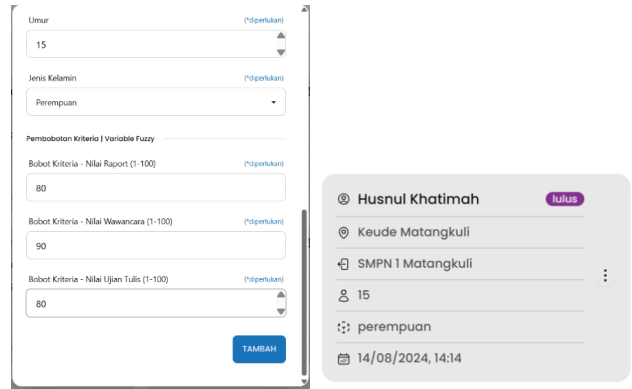 Umur (*diperlukan)
15
Jenis Kelamin (*diperlukan)
Perempuan
Pembobotan Kriteria | Variable Fuzzy
Bobot Kriteria - Nilai Raport (1-100) (*diperlukan)
80
Bobot Kriteria - Nilai Wawancara (1-100) (*diperlukan)
90
Bobot Kriteria - Nilai Ujian Tulis (1-100) (*diperlukan)
80
TAMBAH
Husnul Khatimah lulus
Keude Matangkuli
SMPN 1 Matangkuli
15
perempuan
14/08/2024, 14:14